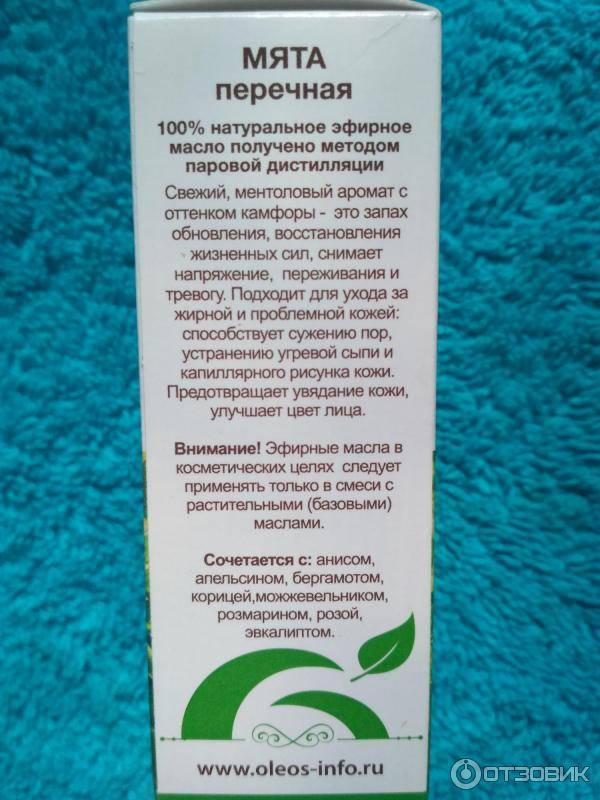 МЯТА
перечная
100% натуральное эфирное
масло получено методом
паровой дистилляции
Свежий, ментоловый аромат с
оттенком камфоры - это запах
обновления, восстановления
жизненных сил, снимает
напряжение, переживания и
тревогу. Подходит для ухода за
жирной и проблемной кожей:
способствует сужению пор,
устранению угревой сыпи и
капиллярного рисунка кожи.
Предотвращает увядание кожи,
улучшает цвет лица.
Внимание! Эфирные масла в
косметических целях следует
применять только в смеси с
растительными (базовыми)
маслами.
Сочетается с: анисом,
апельсином, бергамотом,
корицей,можжевельником,
розмарином, розой,
эвкалиптом.
www.oleos-info.ru
ОТЗОВИК